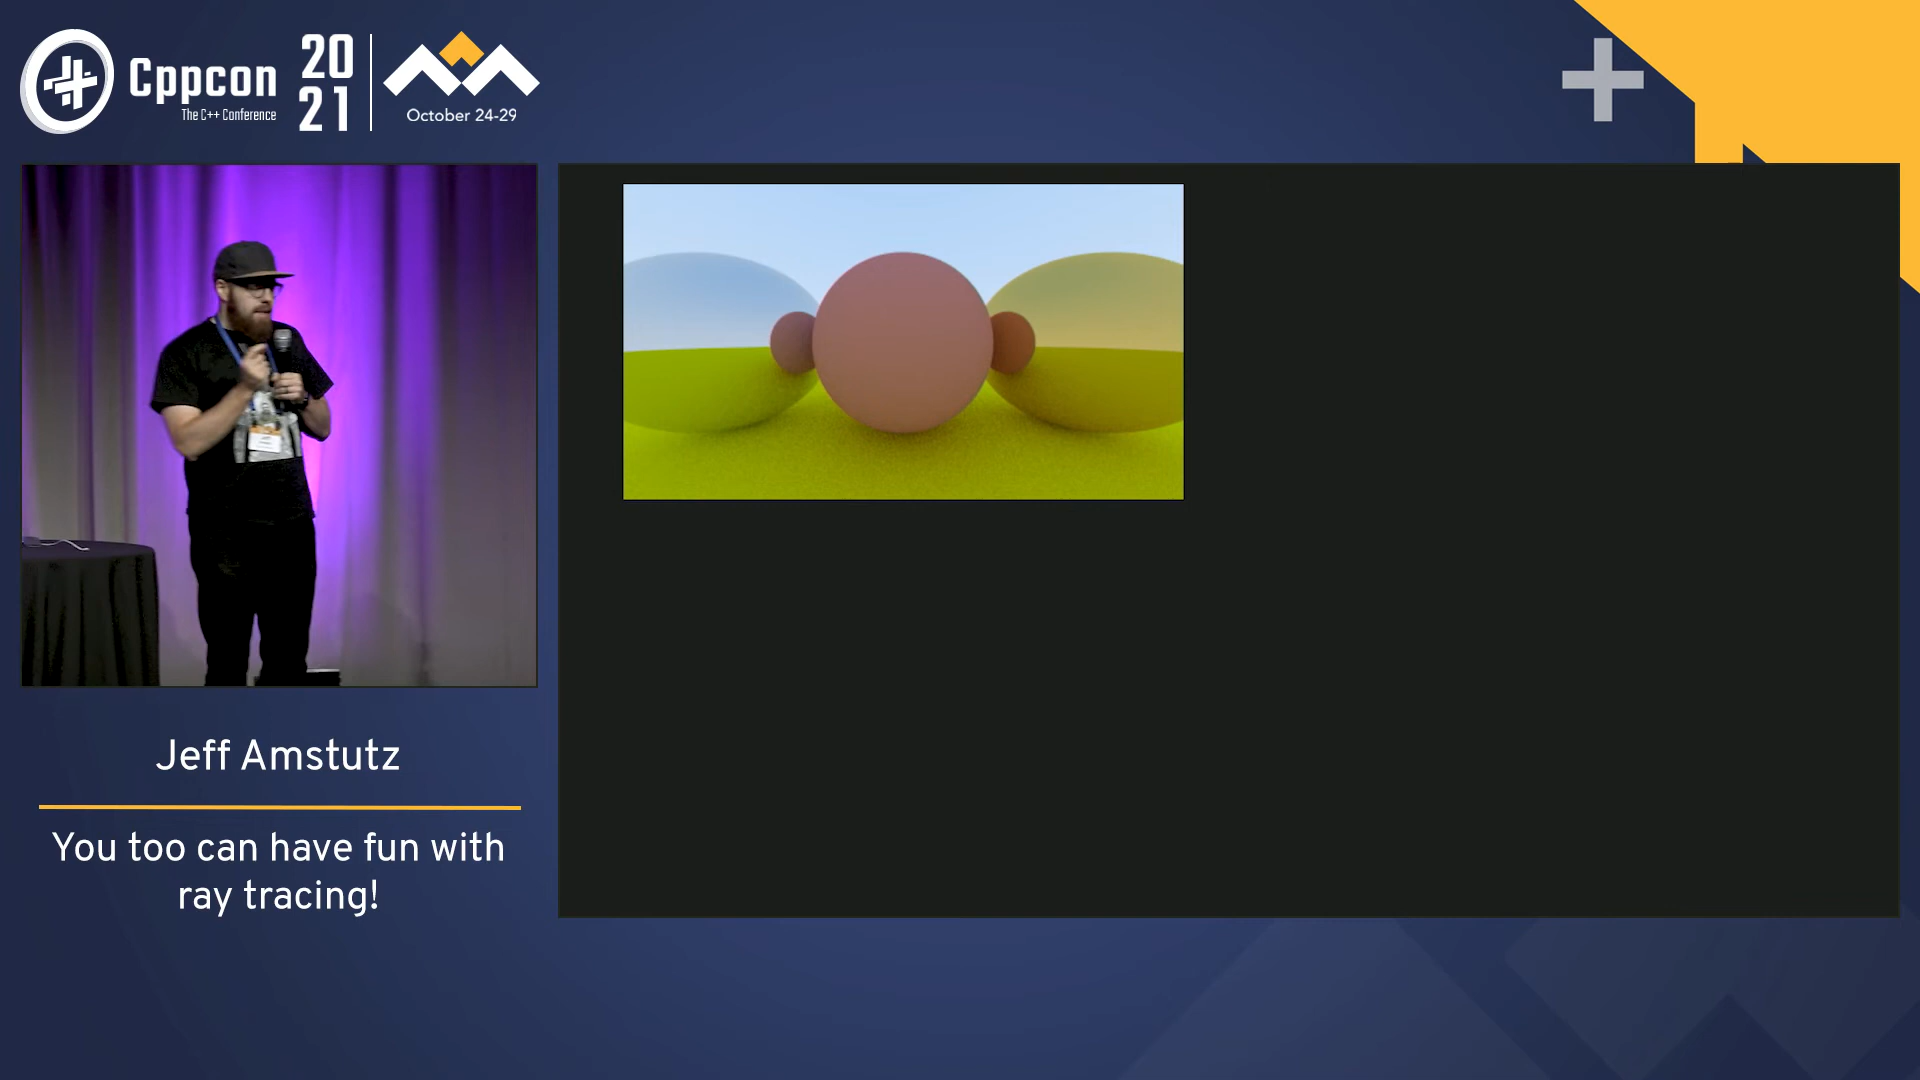 Cppcon
The C++ Conference
20
21
October 24-29
Jeff Amstutz
You too can have fun with
ray tracing!